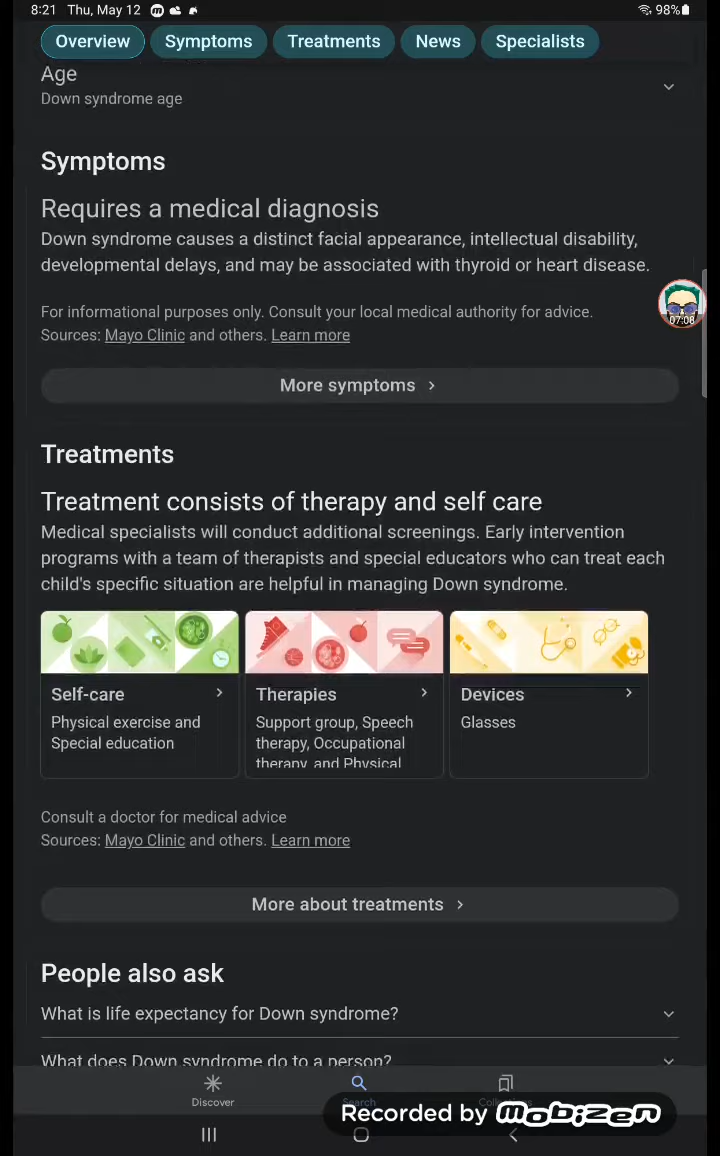 8:21 Thu, May 12 98%
Overview Symptoms Treatments News Specialists
Age
Down syndrome age
Symptoms
Requires a medical diagnosis
Down syndrome causes a distinct facial appearance, intellectual disability,
developmental delays, and may be associated with thyroid or heart disease.
07:08
For informational purposes only. Consult your local medical authority for advice.
Sources: Mayo Clinic and others. Learn more
More symptoms
Treatments
Treatment consists of therapy and self care
Medical specialists will conduct additional screenings. Early intervention
programs with a team of therapists and special educators who can treat each
child's specific situation are helpful in managing Down syndrome.
Self-care
Physical exercise and
Special education
Therapies
Support group, Speech
therapy, Occupational
therapy, and Physical
Devices
Glasses
Consult a doctor for medical advice
Sources: Mayo Clinic and others. Learn more
More about treatments
People also ask
What is life expectancy for Down syndrome?
What does Down syndrome do to a person?
Discover Search
Recorded by mobizen